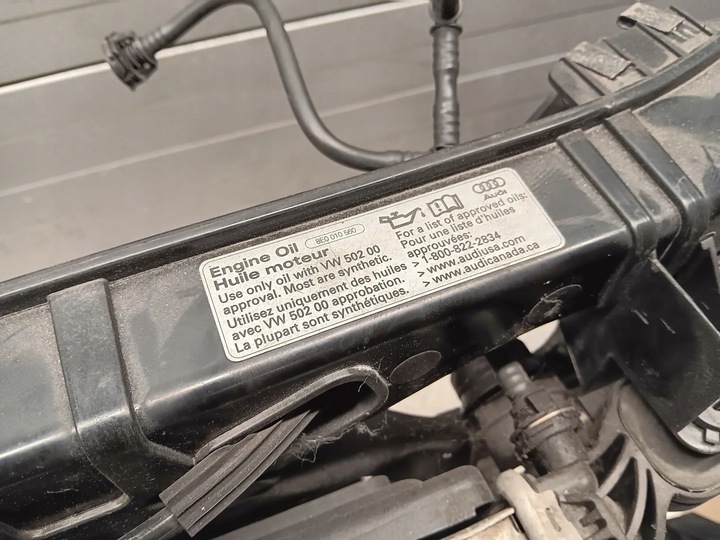 Engine Oil 8E0 010 560
Huile moteur
Use only oil with VW 502 00
approval. Most are synthetic.
Utilisez uniquement des huiles
avec VW 502 00 approbation.
La plupart sont synthétiques.
Audi
For a list of approved oils:
Pour une liste d'huiles
approuvées:
> 1-800-822-2834
> www.audiusa.com
> www.audicanada.ca